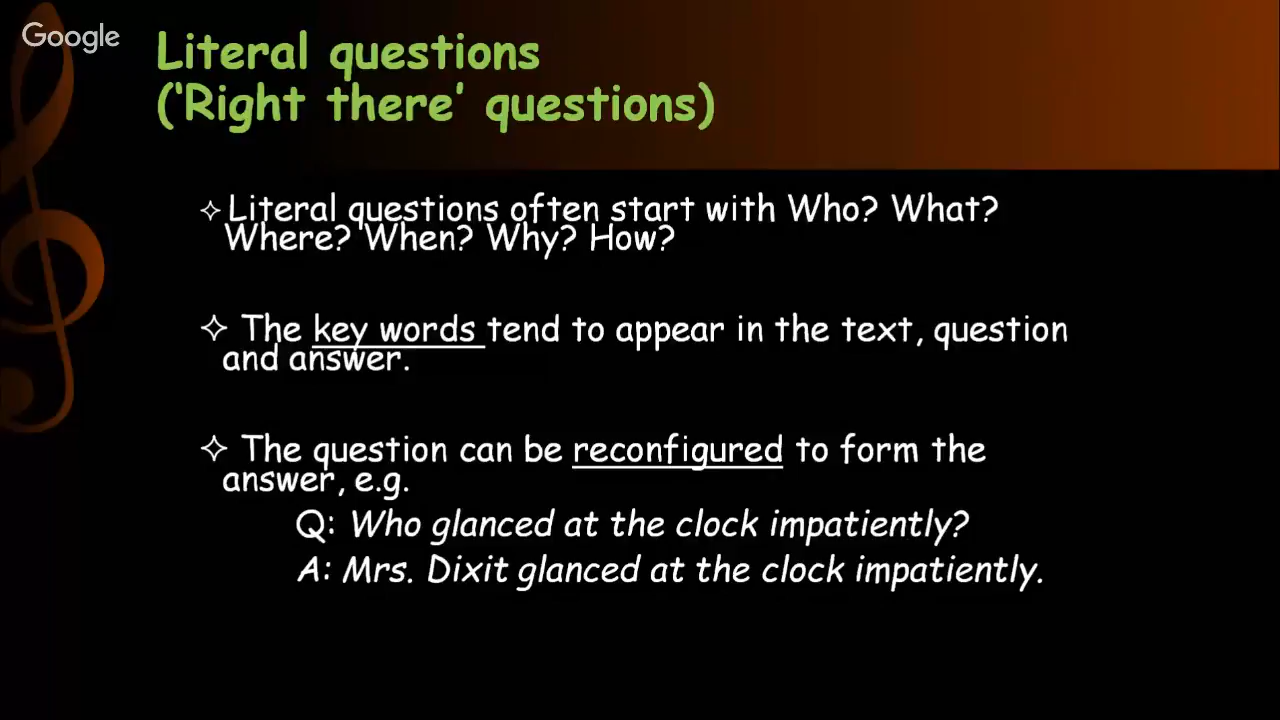 Google
Literal questions
('Right there' questions)
✧ Literal questions often start with Who? What?
Where? When? Why? How?
✧ The key words tend to appear in the text, question
and answer.
✧ The question can be reconfigured to form the
answer, e.g.
Q: Who glanced at the clock impatiently?
A: Mrs. Dixit glanced at the clock impatiently.